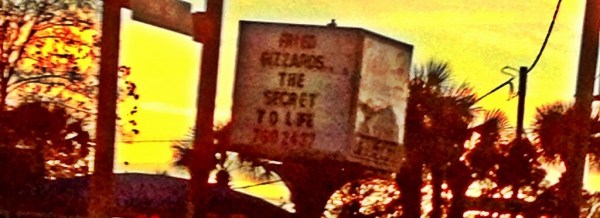 FRIED
GIZZARDS...
THE
SECRET
TO LIFE